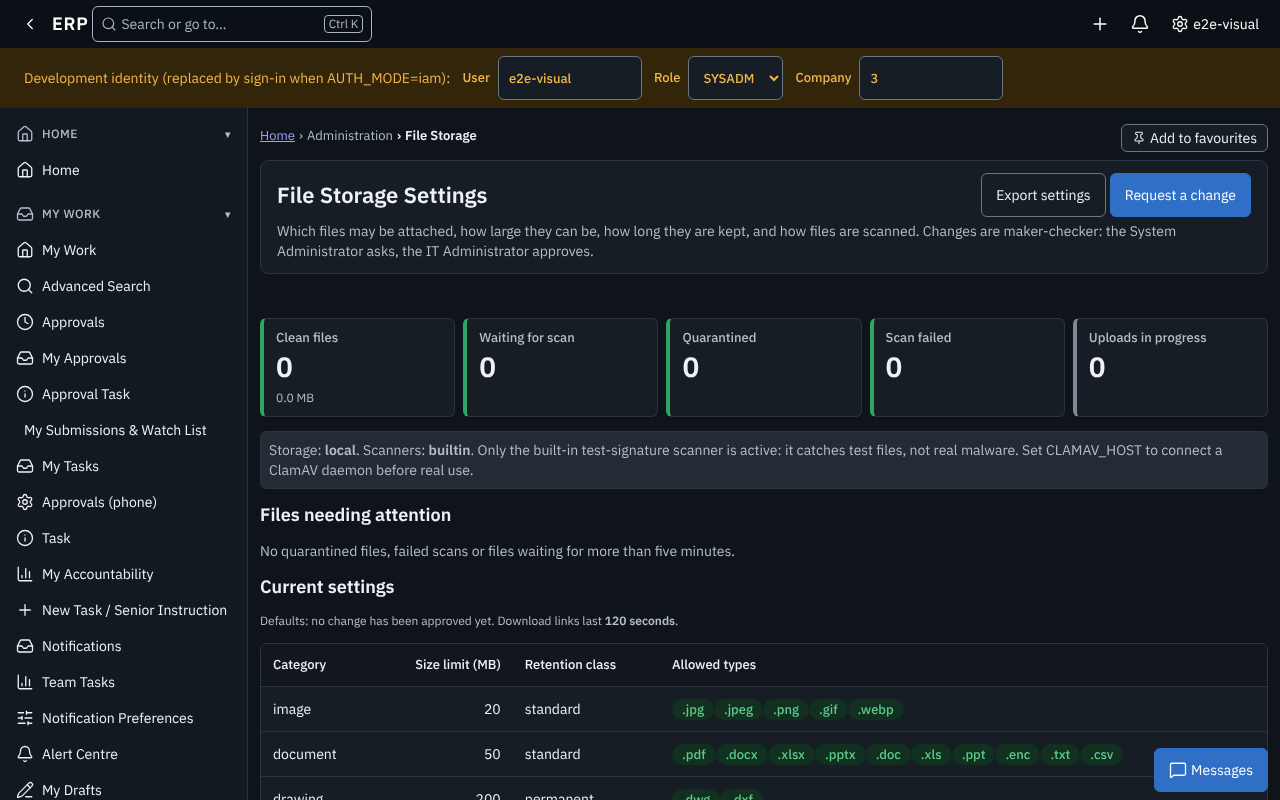 ERP
Search or go to...
Ctrl K
e2e-visual
Development identity (replaced by sign-in when AUTH_MODE=iam):
User
e2e-visual
Role
SYSADM
Company
3
HOME
Home
MY WORK
My Work
Advanced Search
Approvals
My Approvals
Approval Task
My Submissions & Watch List
My Tasks
Approvals (phone)
Task
My Accountability
New Task / Senior Instruction
Notifications
Team Tasks
Notification Preferences
Alert Centre
My Drafts
Home › Administration › File Storage
Add to favourites
File Storage Settings
Export settings
Request a change
Which files may be attached, how large they can be, how long they are kept, and how files are scanned. Changes are maker-checker: the System
Administrator asks, the IT Administrator approves.
Clean files
0
0.0 MB
Waiting for scan
0
Quarantined
0
Scan failed
0
Uploads in progress
0
Storage: local. Scanners: builtin. Only the built-in test-signature scanner is active: it catches test files, not real malware. Set CLAMAV_HOST to connect a
ClamAV daemon before real use.
Files needing attention
No quarantined files, failed scans or files waiting for more than five minutes.
Current settings
Defaults: no change has been approved yet. Download links last 120 seconds.
Category Size limit (MB) Retention class Allowed types
image 20 standard .jpg .jpeg .png .gif .webp
document 50 standard .pdf .docx .xlsx .pptx .doc .xls .ppt .enc .txt .csv
drawing 200 permanent .dwg .dxf
Messages